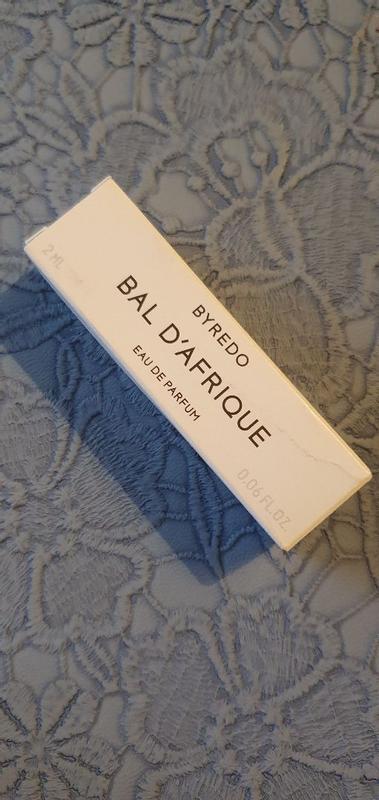 2 ML
BYREDO
BAL D'AFRIQUE
EAU DE PARFUM
0.06 FL.OZ.